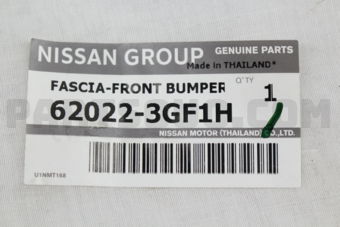 NISSAN GROUP GENUINE PARTS
Made in THAILAND*
FASCIA-FRONT BUMPER Q'TY
62022-3GF1H 1
NISSAN MOTOR (THAILAND) CO.,LTD.
U1NMT168